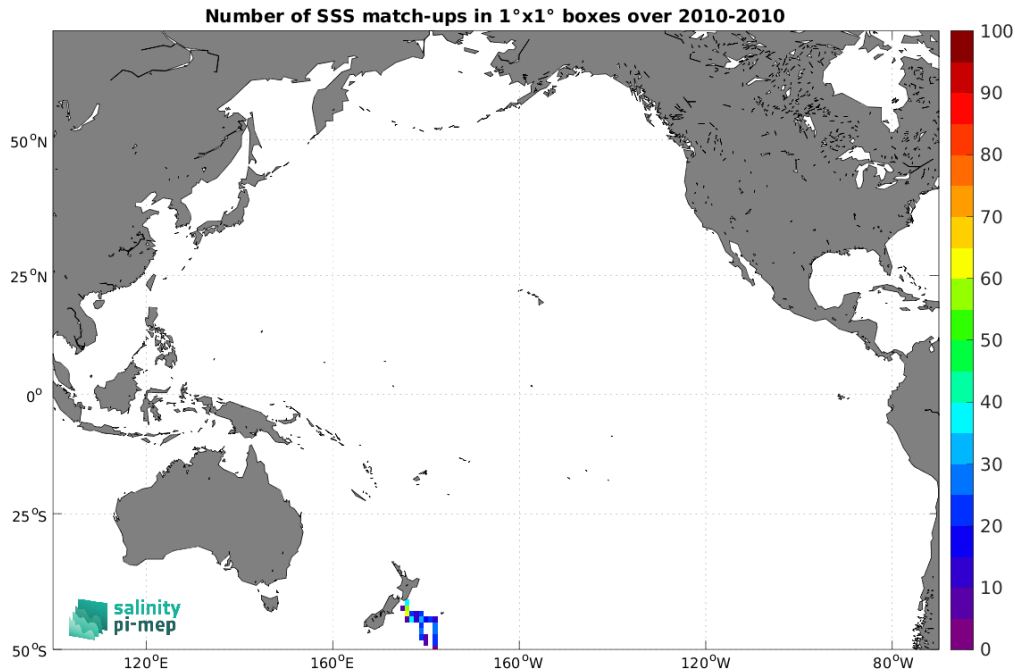 Number of SSS match-ups in 1°x1° boxes over 2010-2010
50°N
25°N
0°
25°S
50°S
120°E
160°E
160°W
120°W
80°W
100
90
80
70
60
50
40
30
20
10
0
salinity
pi-mep